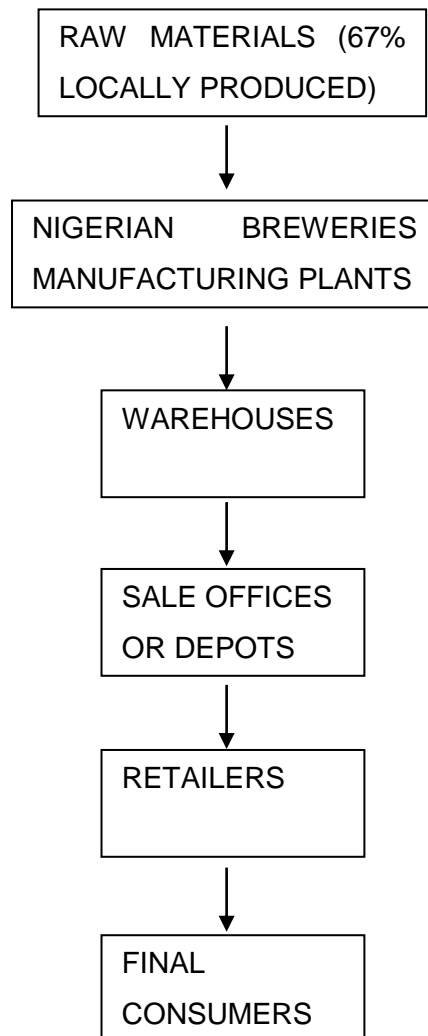 RAW MATERIALS (67%
LOCALLY PRODUCED)
NIGERIAN BREWERIES
MANUFACTURING PLANTS
WAREHOUSES
SALE OFFICES
OR DEPOTS
RETAILERS
FINAL
CONSUMERS